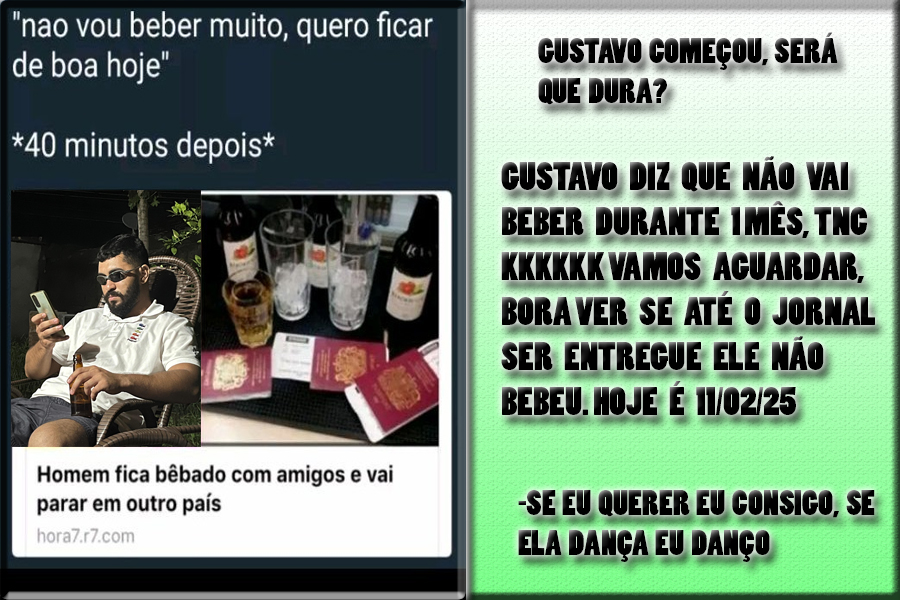 "nao vou beber muito, quero ficar
de boa hoje"
*40 minutos depois*
Homem fica bêbado com amigos e vai
parar em outro país
hora7.r7.com
GUSTAVO COMEÇOU, SERÁ
QUE DURA?
GUSTAVO DIZ QUE NÃO VAI
BEBER DURANTE 1 MÊS, TNC
KKKKKK VAMOS AGUARDAR,
BORA VER SE ATÉ O JORNAL
SER ENTREGUE ELE NÃO
BEBEU. HOJE É 11/02/25
-SE EU QUERER EU CONSIGO, SE
ELA DANÇA EU DANÇO